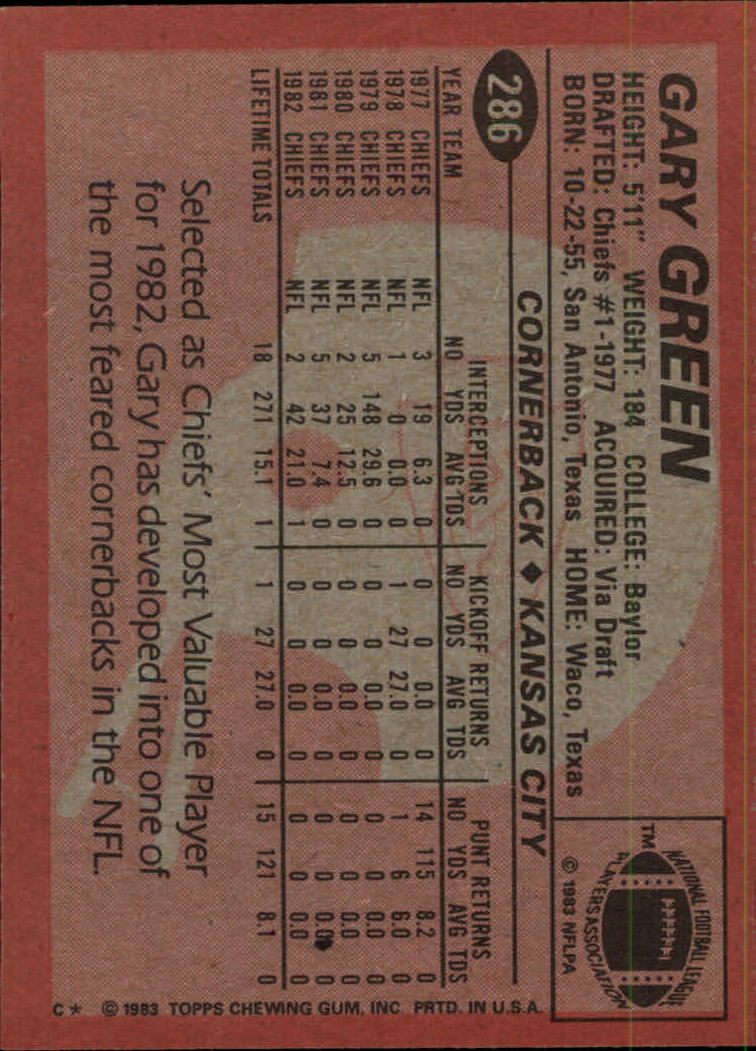 GARY GREEN
HEIGHT: 5'11" WEIGHT: 184 COLLEGE: Baylor
DRAFTED: Chiefs #1-1977 ACQUIRED: Via Draft
BORN: 10-22-55, San Antonio, Texas HOME: Waco, Texas
NATIONAL FOOTBALL LEAGUE
PLAYERS ASSOCIATION
TM
© 1983 NFLPA
286
CORNERBACK ♦ KANSAS CITY
INTERCEPTIONS KICKOFF RETURNS PUNT RETURNS
YEAR TEAM NO YDS AVG TDS NO YDS AVG TDS NO YDS AVG TDS
1977 CHIEFS NFL 3 19 6.3 0 0 0 0.0 0 14 115 8.2 0
1978 CHIEFS NFL 1 0 0.0 0 1 27 27.0 0 1 6 6.0 0
1979 CHIEFS NFL 5 148 29.6 0 0 0 0.0 0 0 0 0.0 0
1980 CHIEFS NFL 2 25 12.5 0 0 0 0.0 0 0 0 0.0 0
1981 CHIEFS NFL 5 37 7.4 0 0 0 0.0 0 0 0 0.0 0
1982 CHIEFS NFL 2 42 21.0 1 0 0 0.0 0 0 0 0.0 0
LIFETIME TOTALS 18 271 15.1 1 1 27 27.0 0 15 121 8.1 0
Selected as Chiefs' Most Valuable Player
for 1982, Gary has developed into one of
the most feared cornerbacks in the NFL.
C* © 1983 TOPPS CHEWING GUM, INC. PRTD. IN U.S.A.